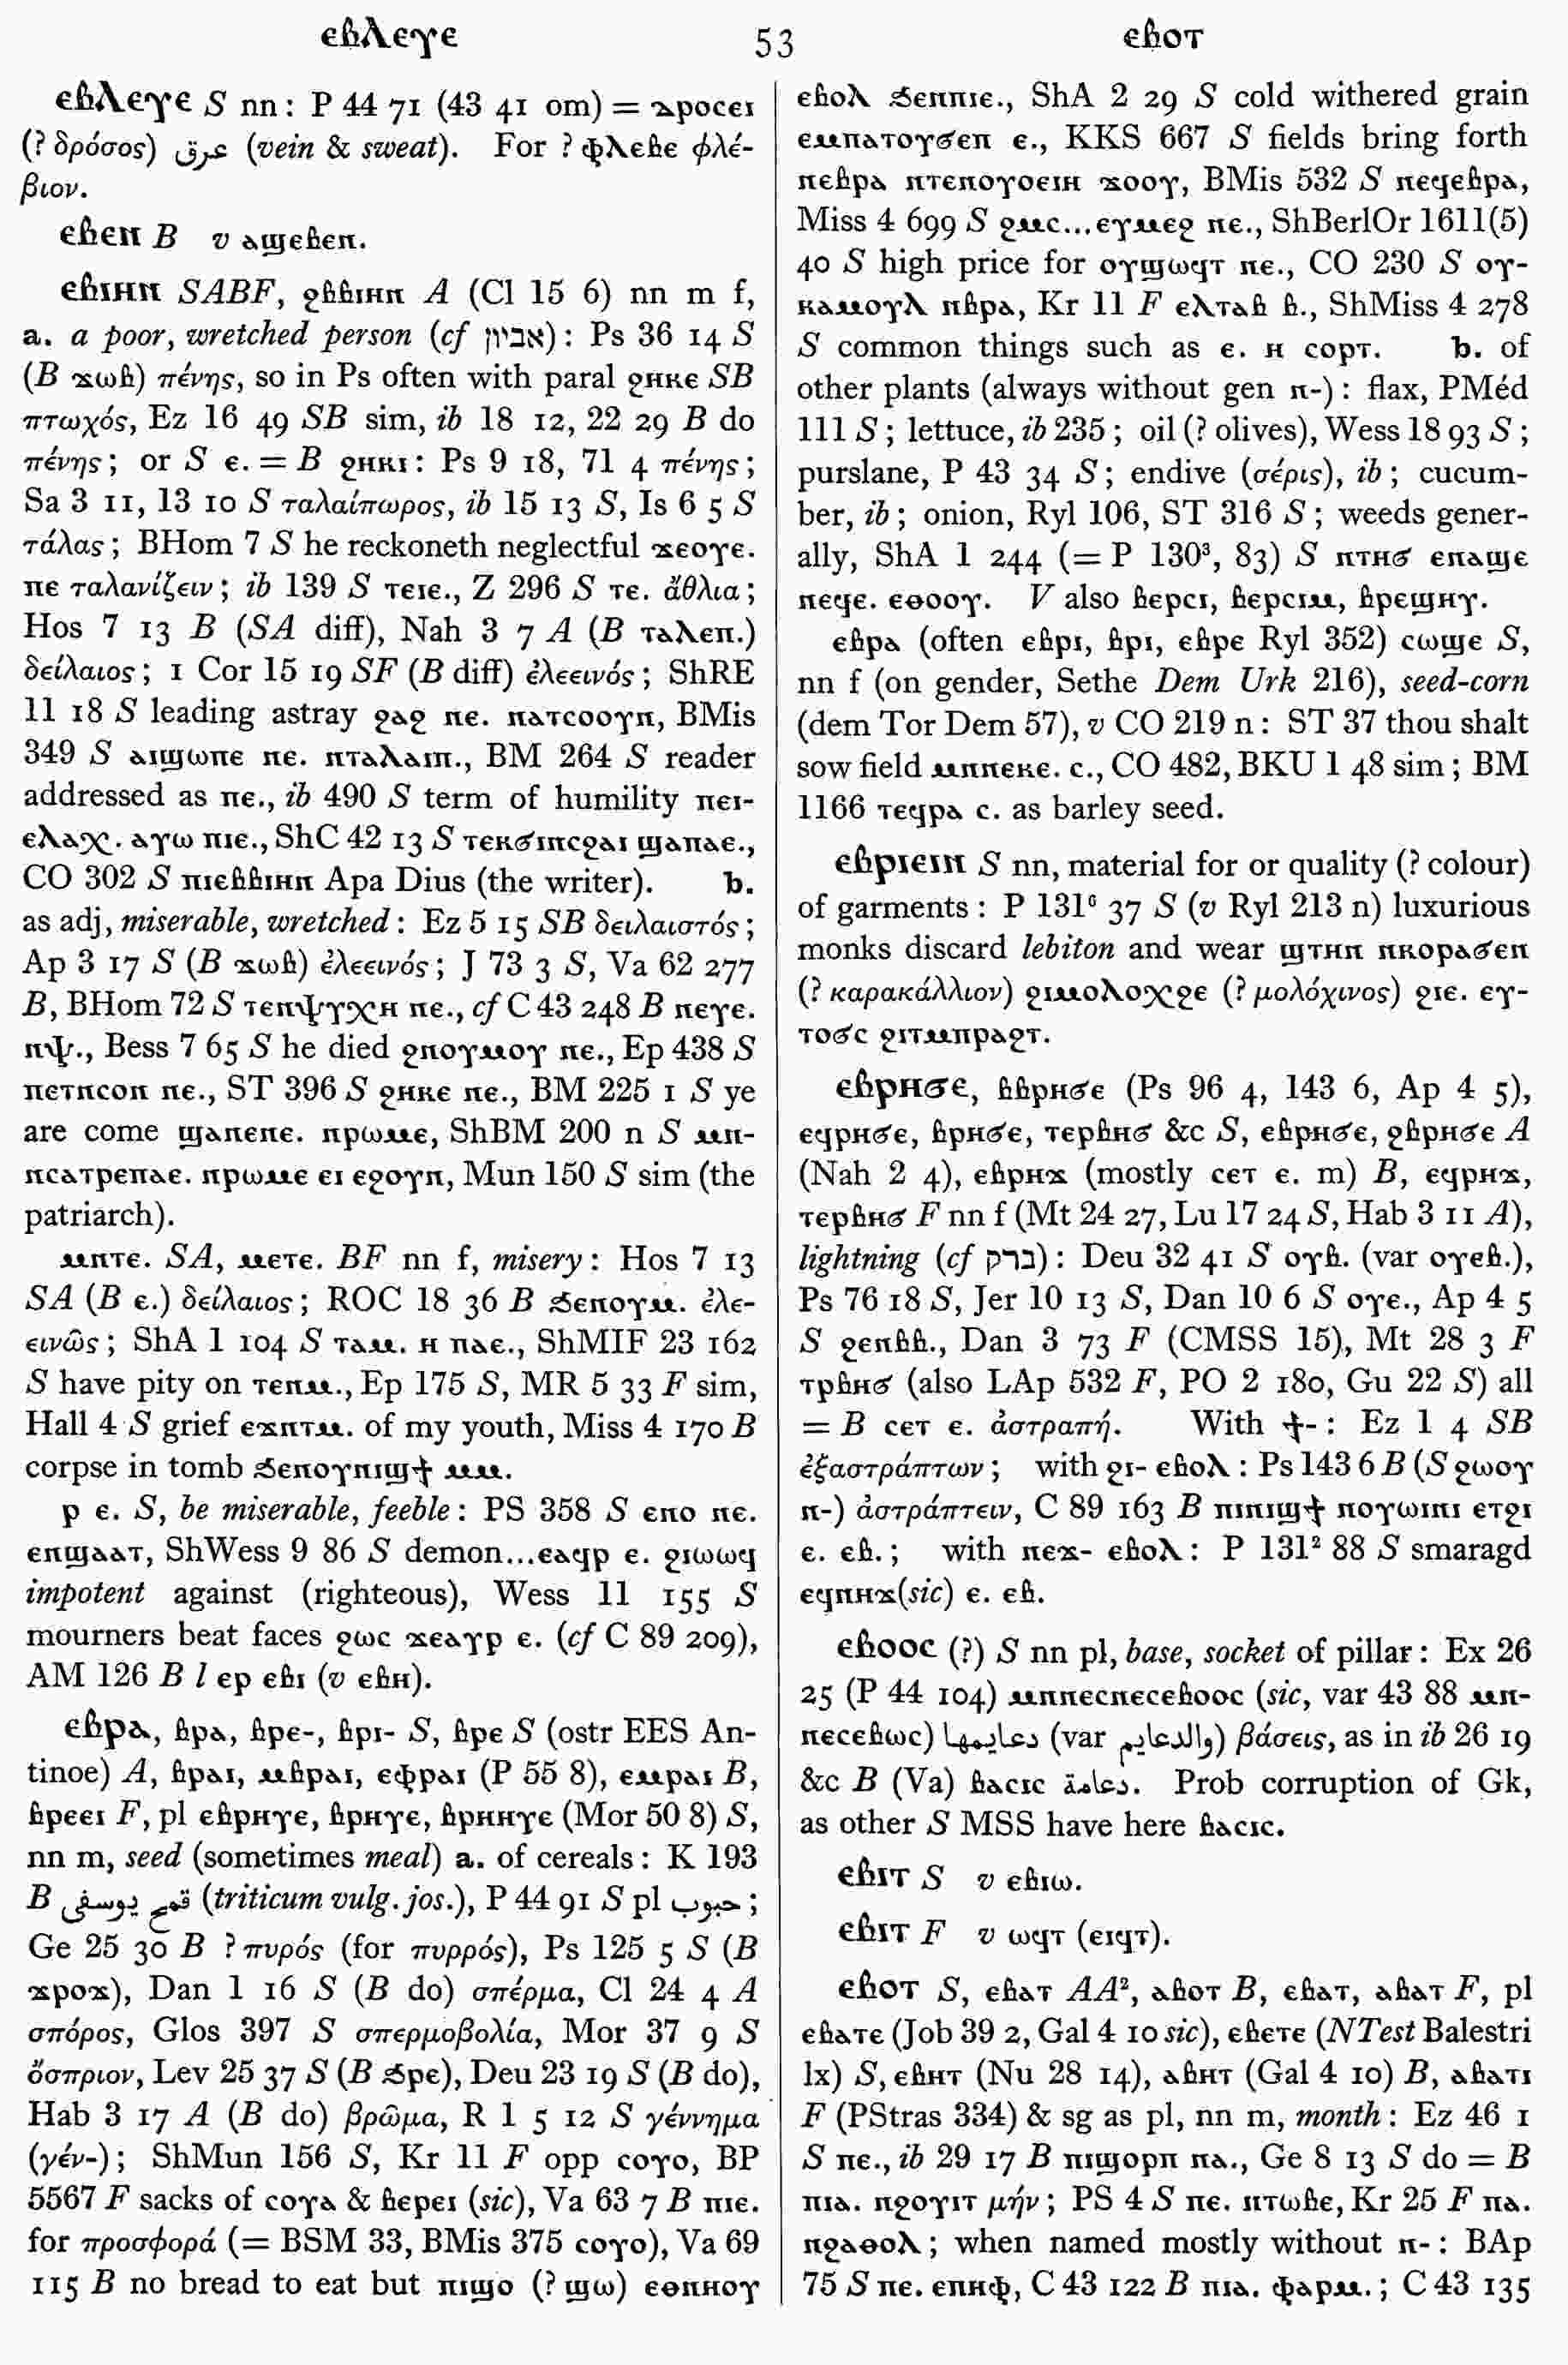 ⲉⲃⲗⲉⲩⲉ 53 ⲉⲃⲟⲧ
ⲉⲃⲗⲉⲩⲉ S nn: P 44 71 (43 41 om) = ⲇⲣⲟⲥⲉⲓ
(? δρόσος) عرق (vein & sweat). For ? ⲫⲗⲉⲃⲉ φλέ-
βιον.
ⲉⲃⲉⲛ B v ⲁϣⲉⲃⲉⲛ.
ⲉⲃⲓⲏⲛ SABF, ϩⲃⲃⲓⲏⲛ A (Cl 15 6) nn m f,
a. a poor, wretched person (cf אביון): Ps 36 14 S
(B ϫⲱⲃ) πένης, so in Ps often with paral ϩⲏⲕⲉ SB
πτωχός, Ez 16 49 SB sim, ib 18 12, 22 29 B do
πένης; or S ⲉ. = B ϩⲏⲕⲓ: Ps 9 18, 71 4 πένης;
Sa 3 11, 13 10 S ταλαίπωρος, ib 15 13 S, Is 6 5 S
τάλας; BHom 7 S he reckoneth neglectful ϫⲉⲟⲩⲉ.
ⲡⲉ ταλανίζειν; ib 139 S ⲧⲉⲓⲉ., Z 296 S ⲧⲉ. ἄθλια;
Hos 7 13 B (SA diff), Nah 3 7 A (B ⲧⲁⲗⲉⲡ.)
δείλαιος; 1 Cor 15 19 SF (B diff) ἐλεεινός; ShRE
11 18 S leading astray ϩⲁϩ ⲛⲉ. ⲛⲁⲧⲥⲟⲟⲩⲛ, BMis
349 S ⲁⲓϣⲱⲡⲉ ⲛⲉ. ⲛⲧⲁⲗⲁⲓⲡ., BM 264 S reader
addressed as ⲡⲉ., ib 490 S term of humility ⲡⲉⲓ-
ⲉⲗⲁⲭ. ⲁⲩⲱ ⲡⲓⲉ., ShC 42 13 S ⲧⲉⲕϭⲓⲛⲥϩⲁⲓ ϣⲁⲡⲁⲉ.,
CO 302 S ⲡⲓⲉⲃⲃⲓⲏⲛ Apa Dius (the writer). b.
as adj, miserable, wretched: Ez 5 15 SB δειλαιστός;
Ap 3 17 S (B ϫⲱⲃ) ἐλεεινός; J 73 3 S, Va 62 277
B, BHom 72 S ⲧⲉⲛⲯⲩⲭⲏ ⲛⲉ., cf C 43 248 B ⲡⲉⲩⲉ.
ⲛⲯ., Bess 7 65 S he died ϩⲛⲟⲩⲙⲟⲩ ⲛⲉ., Ep 438 S
ⲡⲉⲧⲛⲥⲟⲛ ⲛⲉ., ST 396 S ϩⲏⲕⲉ ⲛⲉ., BM 225 1 S ye
are come ϣⲁⲡⲉⲡⲉ. ⲛⲣⲱⲙⲉ, ShBM 200 n S ⲙⲛ-
ⲛⲥⲁⲧⲣⲉⲡⲁⲉ. ⲛⲣⲱⲙⲉ ⲉⲓ ⲉϩⲟⲩⲛ, Mun 150 S sim (the
patriarch).
ⲙⲛⲧⲉ. SA, ⲙⲉⲧⲉ. BF nn f, misery: Hos 7 13
SA (B ⲉ.) δείλαιος; ROC 18 36 B ϧⲉⲛⲟⲩⲙ. ἐλε-
εινῶς; ShA 1 104 S ⲧⲁⲙ. ⲏ ⲡⲁⲉ., ShMIF 23 162
S have pity on ⲧⲉⲛⲙ., Ep 175 S, MR 5 33 F sim,
Hall 4 S grief ⲉϫⲛⲧⲙ. of my youth, Miss 4 170 B
corpse in tomb ϧⲉⲛⲟⲩⲛⲓϣϯ ⲙⲙ.
ⲣ ⲉ. S, be miserable, feeble: PS 358 S ⲉⲛⲟ ⲛⲉ.
ⲉⲛϣⲁⲁⲧ, ShWess 9 86 S demon...ⲉⲁϥⲣ ⲉ. ϩⲓⲱⲱϥ
impotent against (righteous), Wess 11 155 S
mourners beat faces ϩⲱⲥ ϫⲉⲁⲩⲣ ⲉ. (cf C 89 209),
AM 126 B l ⲉⲣ ⲉⲃⲓ (v ⲉⲃⲏ).
ⲉⲃⲣⲁ, ⲃⲣⲁ, ⲃⲣⲉ-, ⲃⲣⲓ- S, ⲃⲣⲉ S (ostr EES An-
tinoe) A, ⲃⲣⲁⲓ, ⲙⲃⲣⲁⲓ, ⲉⲫⲣⲁⲓ (P 55 8), ⲉⲙⲣⲁⲓ B,
ⲃⲣⲉⲉⲓ F, pl ⲉⲃⲣⲏⲩⲉ, ⲃⲣⲏⲩⲉ, ⲃⲣⲏⲏⲩⲉ (Mor 50 8) S,
nn m, seed (sometimes meal) a. of cereals: K 193
B قمح يوسفى (triticum vulg. jos.), P 44 91 S pl حبوب;
Ge 25 30 B ? πυρός (for πυρρός), Ps 125 5 S (B
ϫⲣⲟϫ), Dan 1 16 S (B do) σπέρμα, Cl 24 4 A
σπόρος, Glos 397 S σπερμοβολία, Mor 37 9 S
ὄσπριον, Lev 25 37 S (B ϧⲣⲉ), Deu 23 19 S (B do),
Hab 3 17 A (B do) βρῶμα, R 1 5 12 S γέννημα
(γέν-); ShMun 156 S, Kr 11 F opp ⲥⲟⲩⲟ, BP
5567 F sacks of ⲥⲟⲩⲁ & ⲃⲉⲣⲉⲓ (sic), Va 63 7 B ⲡⲓⲉ.
for προσφορά (= BSM 33, BMis 375 ⲥⲟⲩⲟ), Va 69
115 B no bread to eat but ⲡⲓϣⲟ (? ϣⲱ) ⲉⲑⲛⲏⲟⲩ
ⲉⲃⲟⲗ ϧⲉⲛⲡⲓⲉ., ShA 2 29 S cold withered grain
ⲉⲙⲡⲁⲧⲟⲩϭⲉⲛ ⲉ., KKS 667 S fields bring forth
ⲛⲉⲃⲣⲁ ⲛⲧⲉⲛⲟⲩⲟⲉⲓⲏ ϫⲟⲟⲩ, BMis 532 S ⲡⲉϥⲉⲃⲣⲁ,
Miss 4 699 S ϩⲙⲥ...ⲉⲩⲙⲉϩ ⲛⲉ., ShBerlOr 1611(5)
40 S high price for ⲟⲩϣⲱϥⲧ ⲛⲉ., CO 230 S ⲟⲩ-
ⲕⲁⲙⲟⲩⲗ ⲛⲃⲣⲁ, Kr 11 F ⲉⲗⲧⲁⲃ ⲃ., ShMiss 4 278
S common things such as ⲉ. ⲏ ⲥⲟⲣⲧ. b. of
other plants (always without gen ⲛ-): flax, PMéd
111 S; lettuce, ib 235; oil (? olives), Wess 18 93 S;
purslane, P 43 34 S; endive (σέρις), ib; cucum-
ber, ib; onion, Ryl 106, ST 316 S; weeds gener-
ally, ShA 1 244 (= P 130³, 83) S ⲛⲧⲏϭ ⲉⲛⲁϣⲉ
ⲡⲉϥⲉ. ⲉⲑⲟⲟⲩ. V also ⲃⲉⲣⲥⲓ, ⲃⲉⲣⲥⲓⲙ, ⲃⲣⲉϣⲏⲩ.
ⲉⲃⲣⲁ (often ⲉⲃⲣⲓ, ⲃⲣⲓ, ⲉⲃⲣⲉ Ryl 352) ⲥⲱϣⲉ S,
nn f (on gender, Sethe Dem Urk 216), seed-corn
(dem Tor Dem 57), v CO 219 n: ST 37 thou shalt
sow field ⲙⲛⲛⲉⲕⲉ. ⲥ., CO 482, BKU 1 48 sim; BM
1166 ⲧⲉϥⲣⲁ ⲥ. as barley seed.
ⲉⲃⲣⲓⲉⲓⲛ S nn, material for or quality (? colour)
of garments: P 131⁶ 37 S (v Ryl 213 n) luxurious
monks discard lebiton and wear ϣⲧⲏⲛ ⲛⲕⲟⲣⲁϭⲉⲛ
(? καρακάλλιον) ϩⲓⲙⲟⲗⲟⲭϩⲉ (? μολόχινος) ϩⲓⲉ. ⲉⲩ-
ⲧⲟϭⲥ ϩⲓⲧⲙⲡⲣⲁϩⲧ.
ⲉⲃⲣⲏϭⲉ, ⲃⲃⲣⲏϭⲉ (Ps 96 4, 143 6, Ap 4 5),
ⲉϥⲣⲏϭⲉ, ⲃⲣⲏϭⲉ, ⲧⲉⲣⲃⲏϭ &c S, ⲉⲃⲣⲏϭⲉ, ϩⲃⲣⲏϭⲉ A
(Nah 2 4), ⲉⲃⲣⲏϫ (mostly ⲥⲉⲧ ⲉ. m) B, ⲉϥⲣⲏϫ,
ⲧⲉⲣⲃⲏϭ F nn f (Mt 24 27, Lu 17 24 S, Hab 3 11 A),
lightning (cf ברק): Deu 32 41 S ⲟⲩⲃ. (var ⲟⲩⲉⲃ.),
Ps 76 18 S, Jer 10 13 S, Dan 10 6 S ⲟⲩⲉ., Ap 4 5
S ϩⲉⲛⲃⲃ., Dan 3 73 F (CMSS 15), Mt 28 3 F
ⲧⲣⲃⲏϭ (also LAp 532 F, PO 2 180, Gu 22 S) all
= B ⲥⲉⲧ ⲉ. ἀστραπή. With ϯ-: Ez 1 4 SB
ἐξαστράπτων; with ϩⲓ- ⲉⲃⲟⲗ: Ps 143 6 B (S ϩⲱⲟⲩ
ⲛ-) ἀστράπτειν, C 89 163 B ⲡⲓⲛⲓϣϯ ⲛⲟⲩⲱⲓⲛⲓ ⲉⲧϩⲓ
ⲉ. ⲉⲃ.; with ⲛⲉϫ- ⲉⲃⲟⲗ: P 131² 88 S smaragd
ⲉϥⲛⲏϫ(sic) ⲉ. ⲉⲃ.
ⲉⲃⲟⲟⲥ (?) S nn pl, base, socket of pillar: Ex 26
25 (P 44 104) ⲙⲛⲛⲉⲥⲛⲉⲥⲉⲃⲟⲟⲥ (sic, var 43 88 ⲙⲛ-
ⲛⲉⲥⲉⲃⲱⲥ) دعايمها (var والدعايم) βάσεις, as in ib 26 19
&c B (Va) ⲃⲁⲥⲓⲥ دعامة. Prob corruption of Gk,
as other S MSS have here ⲃⲁⲥⲓⲥ.
ⲉⲃⲓⲧ S v ⲉⲃⲓⲱ.
ⲉⲃⲓⲧ F v ⲱϥⲧ (ⲉⲓϥⲧ).
ⲉⲃⲟⲧ S, ⲉⲃⲁⲧ AA², ⲁⲃⲟⲧ B, ⲉⲃⲁⲧ, ⲁⲃⲁⲧ F, pl
ⲉⲃⲁⲧⲉ (Job 39 2, Gal 4 10 sic), ⲉⲃⲉⲧⲉ (NTest Balestri
lx) S, ⲉⲃⲏⲧ (Nu 28 14), ⲁⲃⲏⲧ (Gal 4 10) B, ⲁⲃⲁⲧⲓ
F (PStras 334) & sg as pl, nn m, month: Ez 46 1
S ⲡⲉ., ib 29 17 B ⲡⲓϣⲟⲣⲡ ⲛⲁ., Ge 8 13 S do = B
ⲡⲓⲁ. ⲛϩⲟⲩⲓⲧ μήν; PS 4 S ⲡⲉ. ⲛⲧⲱⲃⲉ, Kr 25 F ⲡⲁ.
ⲛϩⲁⲑⲟⲗ; when named mostly without ⲛ-: BAp
75 S ⲡⲉ. ⲉⲡⲏⲫ, C 43 122 B ⲡⲓⲁ. ⲫⲁⲣⲙ.; C 43 135